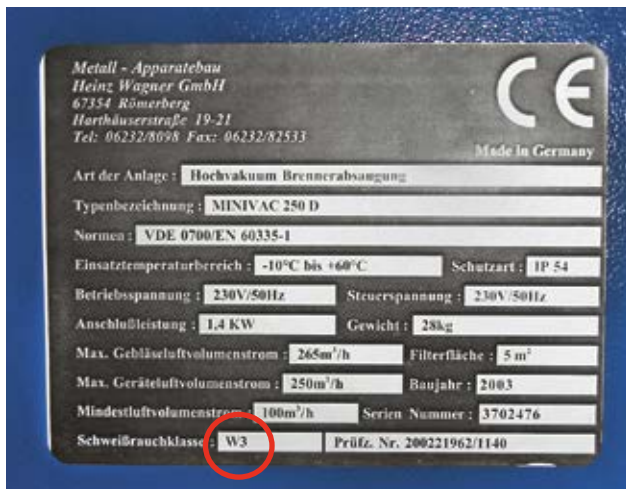 Metall - Apparatebau
Heinz Wagner GmbH
67354 Römerberg
Harthäuserstraße 19-21
Tel: 06232/8098 Fax: 06232/82533
CE
Made in Germany
Art der Anlage : Hochvakuum Brennerabsaugung
Typenbezeichnung : MINIVAC 250 D
Normen : VDE 0700/EN 60335-1
Einsatztemperaturbereich : -10°C bis +60°C Schutzart : IP 54
Betriebsspannung : 230V/50Hz Steuerspannung : 230V/50Hz
Anschlußleistung : 1,4 KW Gewicht : 28kg
Max. Gebläseluftvolumenstrom : 265m³/h Filterfläche : 5 m²
Max. Geräteluftvolumenstrom : 250m³/h Baujahr : 2003
Mindestluftvolumenstrom : 100m³/h Serien Nummer : 3702476
Schweißrauchklasse : W3 Prüfz. Nr. 200221962/1140